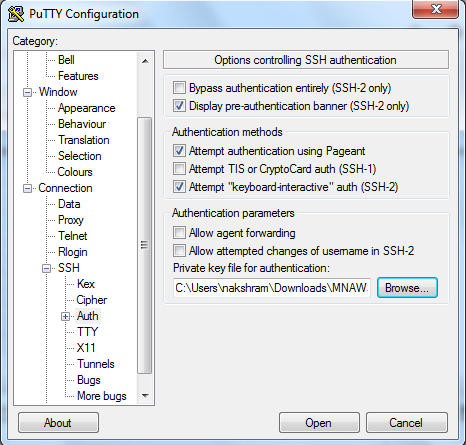 PuTTY Configuration
Category:
Bell
Features
Window
Appearance
Behaviour
Translation
Selection
Colours
Connection
Data
Proxy
Telnet
Rlogin
SSH
Kex
Cipher
Auth
TTY
X11
Tunnels
Bugs
More bugs
Options controlling SSH authentication
Bypass authentication entirely (SSH-2 only)
Display pre-authentication banner (SSH-2 only)
Authentication methods
Attempt authentication using Pageant
Attempt TIS or CryptoCard auth (SSH-1)
Attempt "keyboard-interactive" auth (SSH-2)
Authentication parameters
Allow agent forwarding
Allow attempted changes of username in SSH-2
Private key file for authentication:
C:\Users\nakshram\Downloads\MNAW
Browse...
About
Open
Cancel